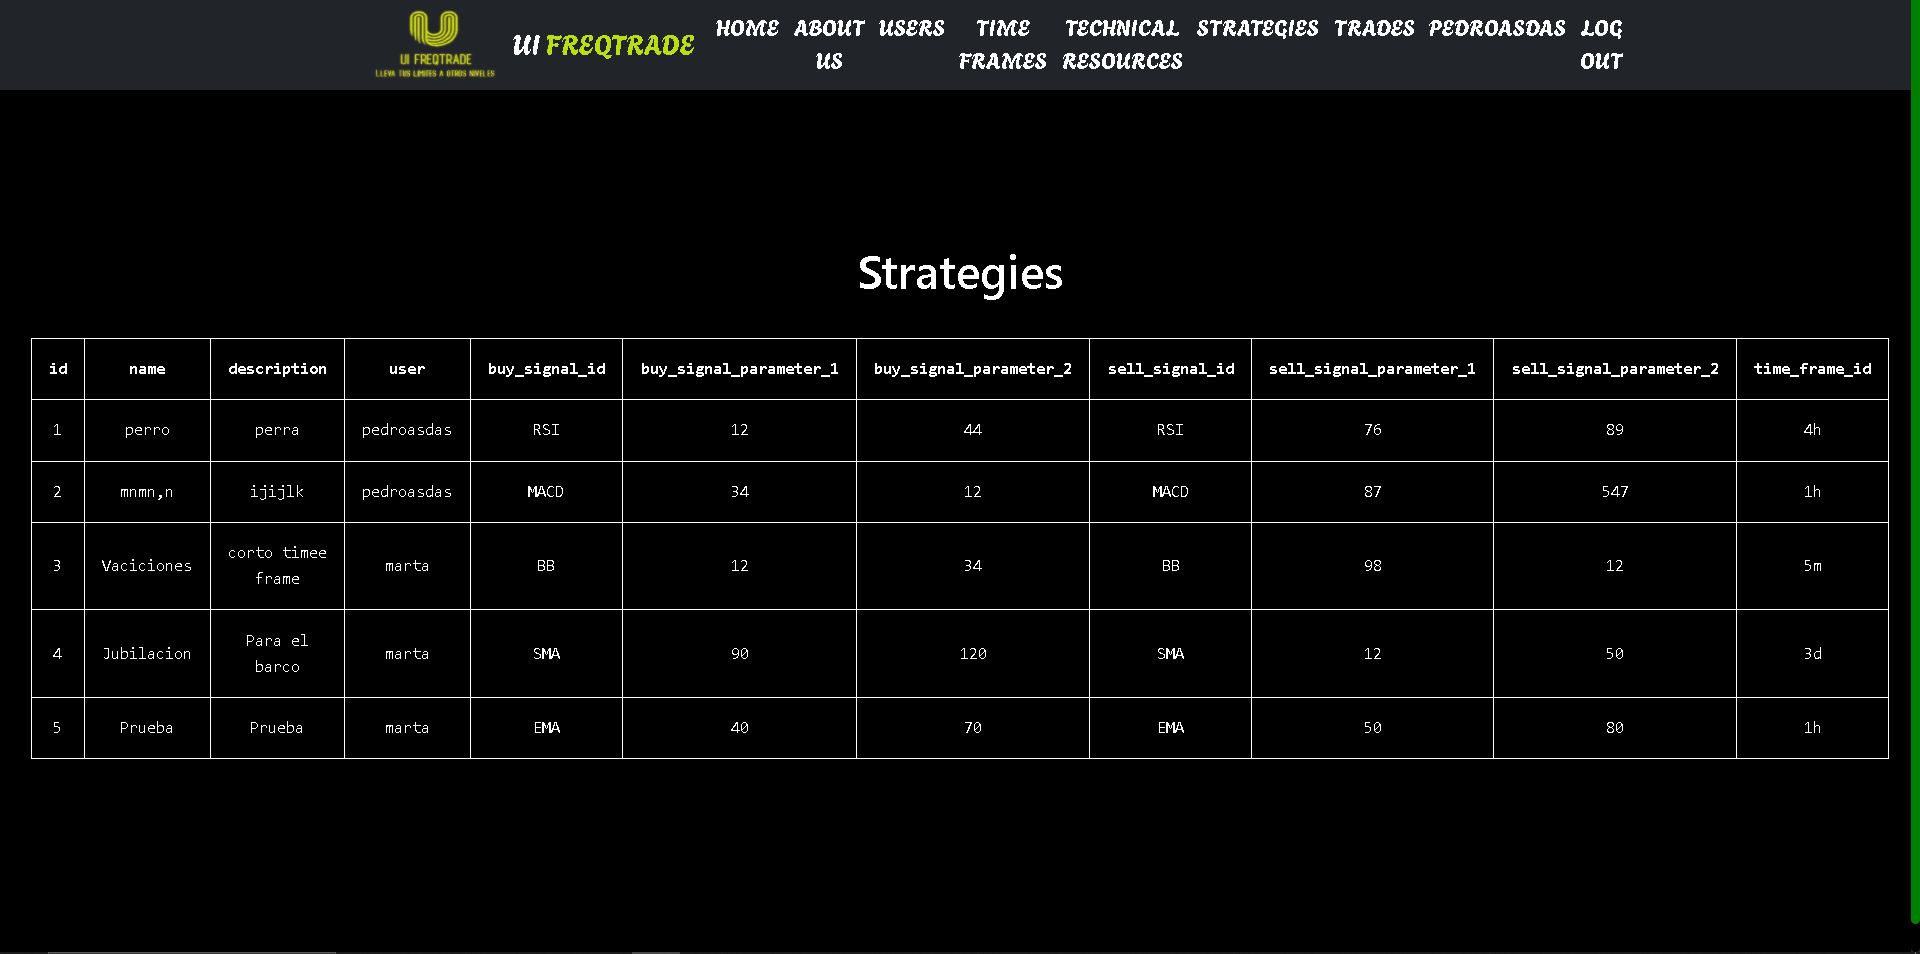 UI FREQTRADE
LLEVA TUS LIMITES A OTROS NIVELES
UI FREQTRADE
HOME
ABOUT
US
USERS
TIME
FRAMES
TECHNICAL
RESOURCES
STRATEGIES
TRADES
PEDROASDAS
LOG
OUT
Strategies
id name description user buy_signal_id buy_signal_parameter_1 buy_signal_parameter_2 sell_signal_id sell_signal_parameter_1 sell_signal_parameter_2 time_frame_id
1 perro perra pedroasdas RSI 12 44 RSI 76 89 4h
2 mnmn,n ijijlk pedroasdas MACD 34 12 MACD 87 547 1h
3 Vaciciones corto timee
frame marta BB 12 34 BB 98 12 5m
4 Jubilacion Para el
barco marta SMA 90 120 SMA 12 50 3d
5 Prueba Prueba marta EMA 40 70 EMA 50 80 1h